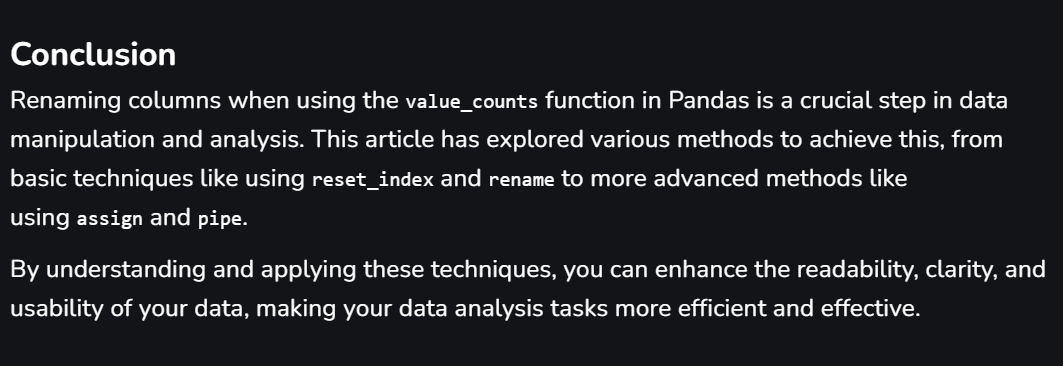 Conclusion
Renaming columns when using the value_counts function in Pandas is a crucial step in data
manipulation and analysis. This article has explored various methods to achieve this, from
basic techniques like using reset_index and rename to more advanced methods like
using assign and pipe.
By understanding and applying these techniques, you can enhance the readability, clarity, and
usability of your data, making your data analysis tasks more efficient and effective.